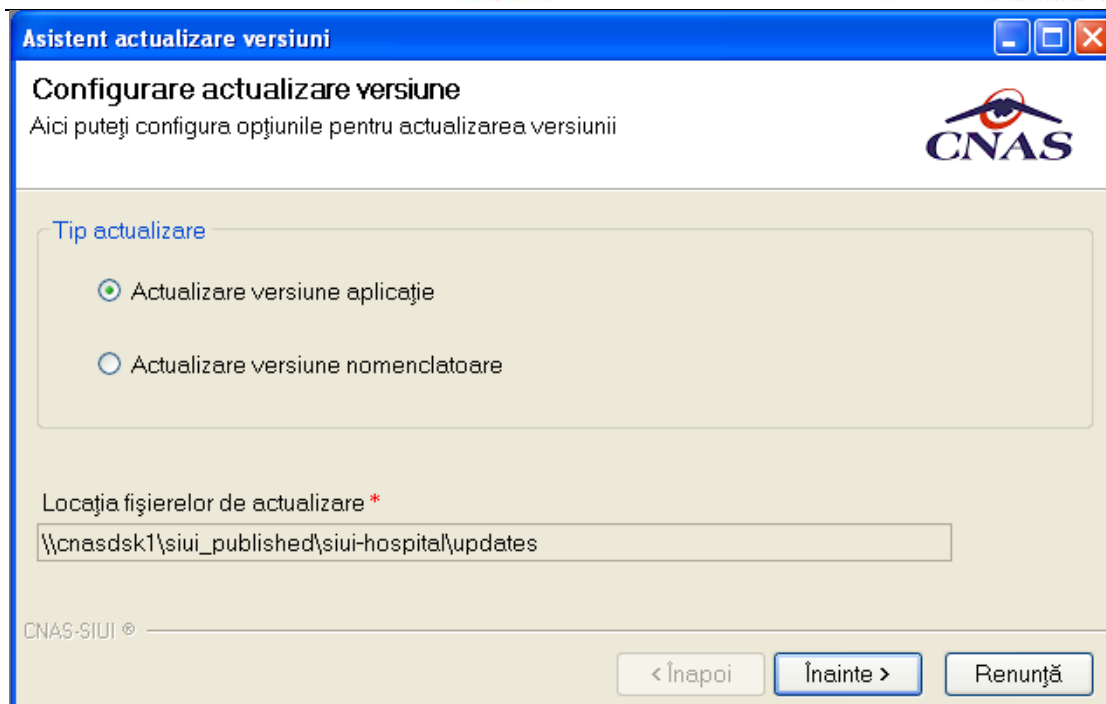 Asistent actualizare versiuni
Configurare actualizare versiune
Aici puteţi configura opţiunile pentru actualizarea versiunii
CNAS
Tip actualizare
Actualizare versiune aplicaţie
Actualizare versiune nomenclatoare
Locaţia fişierelor de actualizare *
\\cnasdsk1\siui_published\siui-hospital\updates
CNAS-SIUI ®
< Înapoi
Înainte >
Renunţă